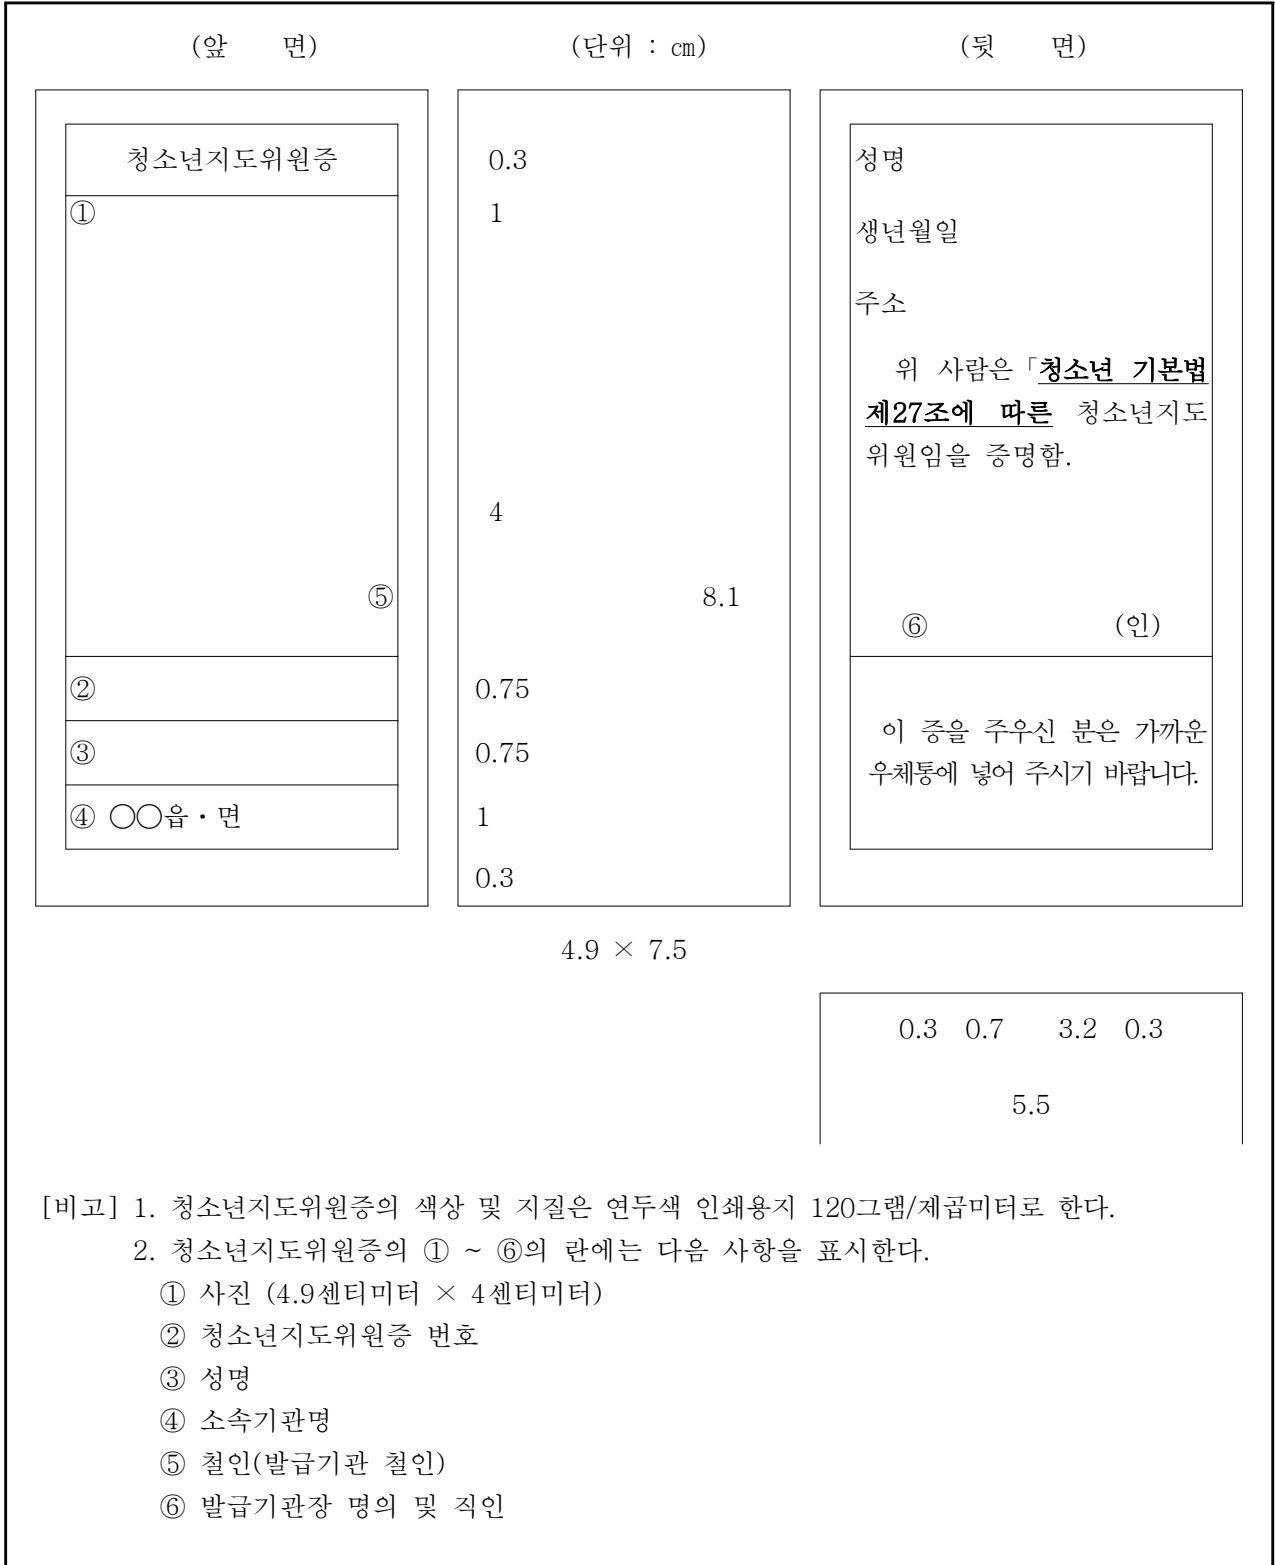 (앞 면)
(단위 : ㎝)
(뒷 면)
청소년지도위원증
①
⑤
②
③
④ ○○읍·면
0.3
1
4
8.1
0.75
0.75
1
0.3
성명
생년월일
주소
위 사람은「청소년 기본법
제27조에 따른 청소년지도
위원임을 증명함.
⑥ (인)
이 증을 주우신 분은 가까운
우체통에 넣어 주시기 바랍니다.
4.9 × 7.5
0.3 0.7 3.2 0.3
5.5
[비고] 1. 청소년지도위원증의 색상 및 지질은 연두색 인쇄용지 120그램/제곱미터로 한다.
2. 청소년지도위원증의 ① ~ ⑥의 란에는 다음 사항을 표시한다.
① 사진 (4.9센티미터 × 4센티미터)
② 청소년지도위원증 번호
③ 성명
④ 소속기관명
⑤ 철인(발급기관 철인)
⑥ 발급기관장 명의 및 직인